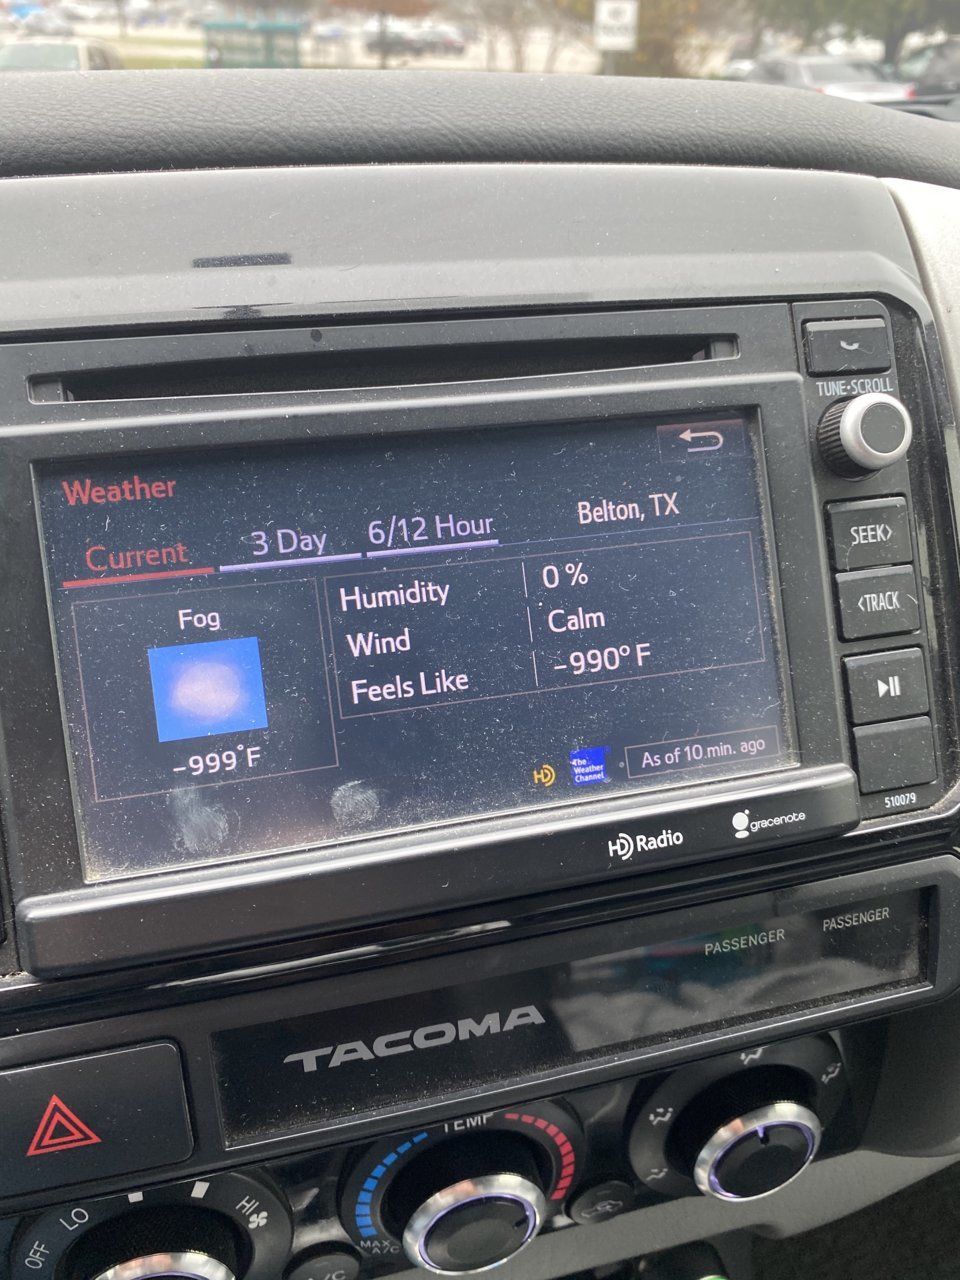 TUNE•SCROLL
Weather
Belton, TX
Current
3 Day
6/12 Hour
SEEK>
Fog
Humidity
0 %
<TRACK
Wind
Calm
Feels Like
-990° F
-999°F
The
Weather
Channel
As of 10 min. ago
510079
HD Radio
gracenote
PASSENGER
PASSENGER
TACOMA
TEMP
LO
HI
OFF
MAX
A/C
A/C